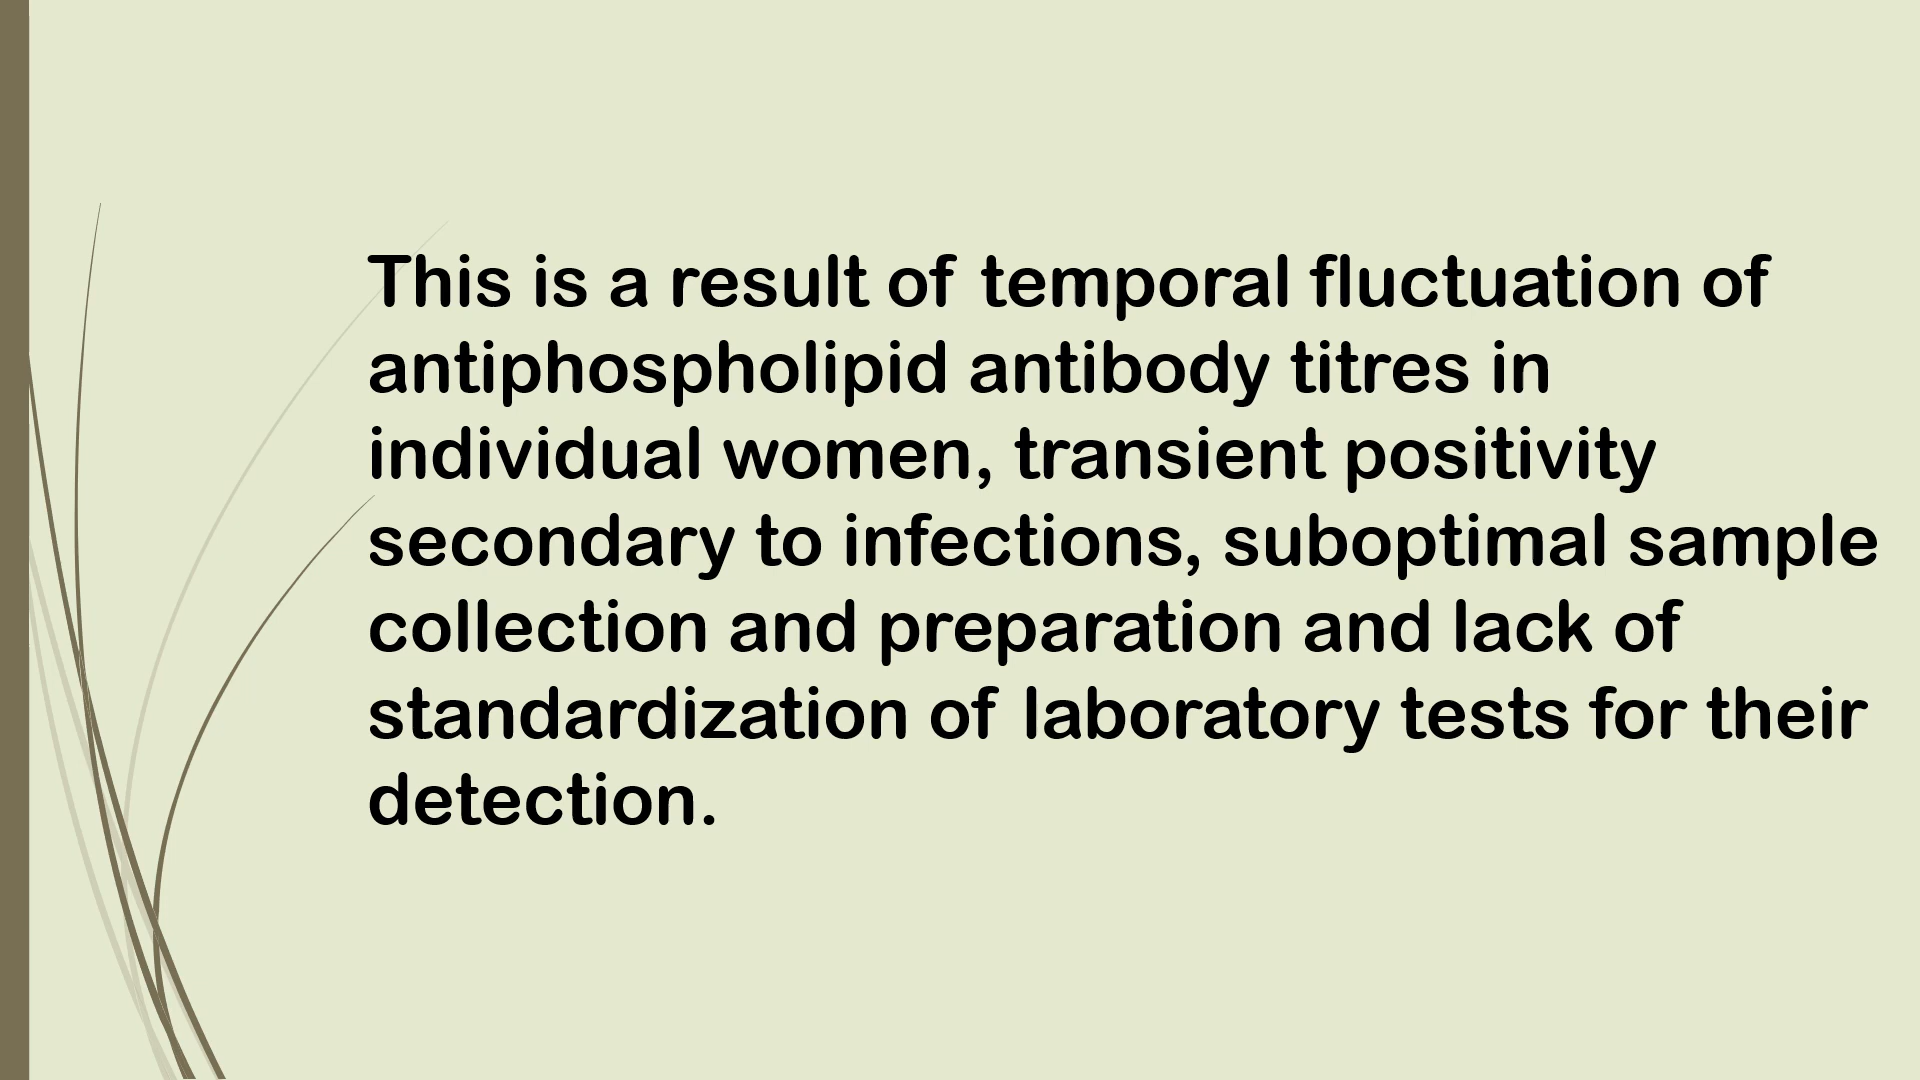 This is a result of temporal fluctuation of
antiphospholipid antibody titres in
individual women, transient positivity
secondary to infections, suboptimal sample
collection and preparation and lack of
standardization of laboratory tests for their
detection.